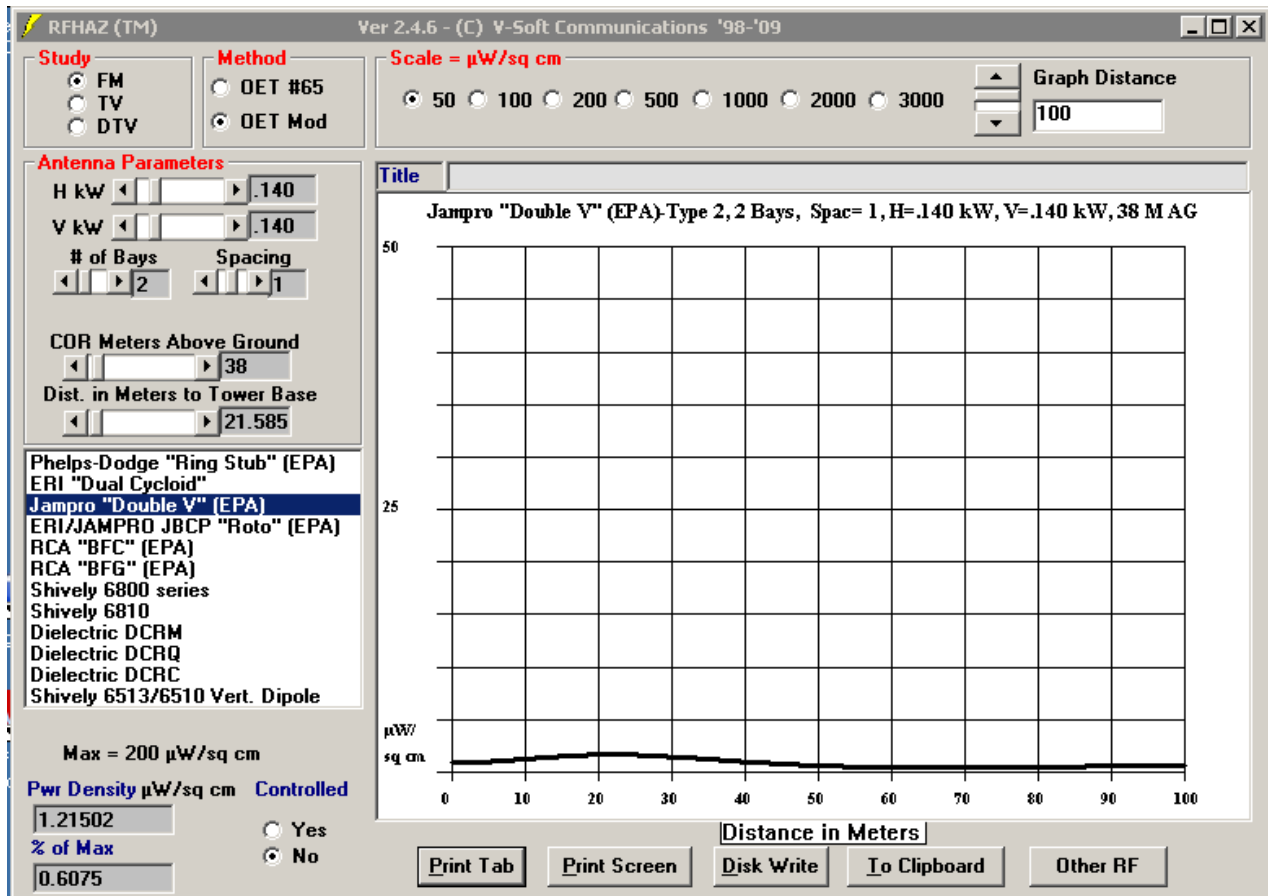 RFHAZ (TM) Ver 2.4.6 - (C) V-Soft Communications '98-'09
Study
FM
TV
DTV
Method
OET #65
OET Mod
Scale = µW/sq cm
50 100 200 500 1000 2000 3000
Graph Distance
100
Antenna Parameters
H kW .140
V kW .140
# of Bays Spacing
2 1
COR Meters Above Ground
38
Dist. in Meters to Tower Base
21.585
Phelps-Dodge "Ring Stub" (EPA)
ERI "Dual Cycloid"
Jampro "Double V" (EPA)
ERI/JAMPRO JBCP "Roto" (EPA)
RCA "BFC" (EPA)
RCA "BFG" (EPA)
Shively 6800 series
Shively 6810
Dielectric DCRM
Dielectric DCRQ
Dielectric DCRC
Shively 6513/6510 Vert. Dipole
Max = 200 µW/sq cm
Pwr Density µW/sq cm
1.21502
% of Max
0.6075
Controlled
Yes
No
Title
Jampro "Double V" (EPA)-Type 2, 2 Bays, Spac= 1, H=.140 kW, V=.140 kW, 38 M AG
50
25
µW/
sq cm
0 10 20 30 40 50 60 70 80 90 100
Distance in Meters
Print Tab Print Screen Disk Write To Clipboard Other RF